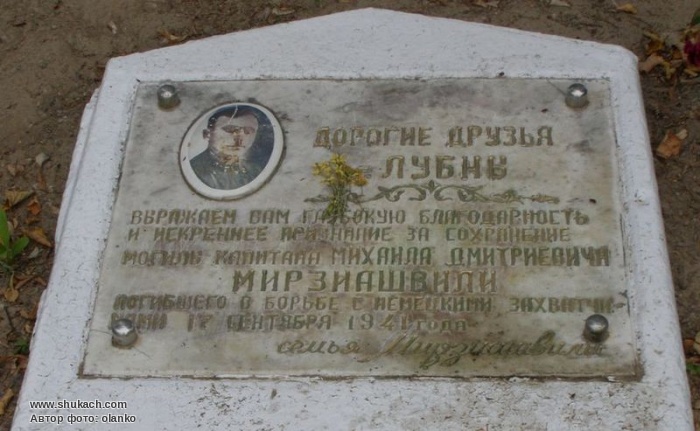 ДОРОГИЕ ДРУЗЬЯ
ЛУБНЫ
ВЫРАЖАЕМ ВАМ ГЛУБОКУЮ БЛАГОДАРНОСТЬ
И ИСКРЕННЕЕ ПРИЗНАНИЕ ЗА СОХРАНЕНИЕ
МОГИЛЫ КАПИТАНА МИХАИЛА ДМИТРИЕВИЧА
МИРЗИАШВИЛИ
ПОГИБШЕГО В БОРЬБЕ С НЕМЕЦКИМИ ЗАХВАТЧИ-
КАМИ 17 СЕНТЯБРЯ 1941 ГОДА
семья Мирзиашвили
www.shukach.com
Автор фото: olanko